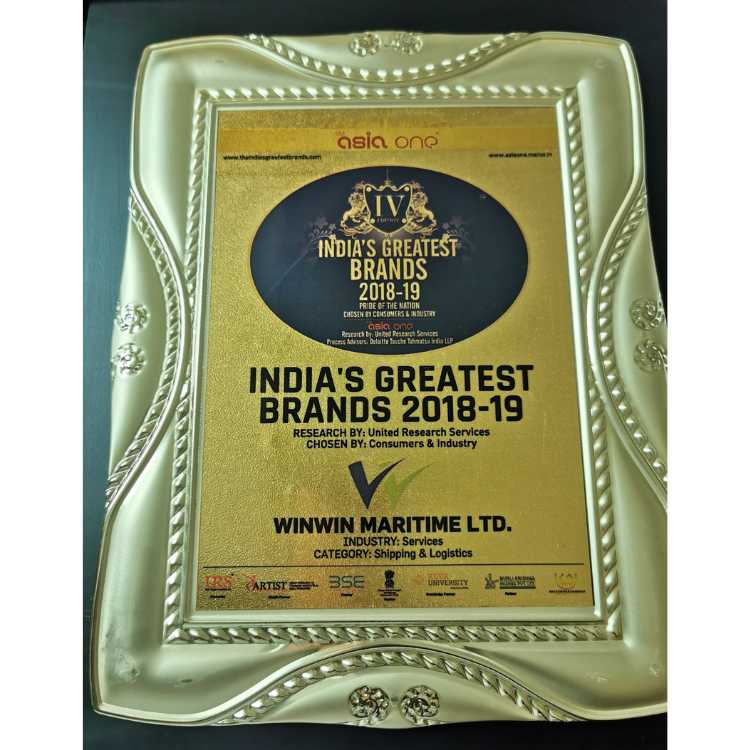 asia one
www.theindiasgreatestbrands.com
www.asiaone.co.in
IV
EDITION
INDIA'S GREATEST
BRANDS
2018-19
PRIDE OF THE NATION
CHOSEN BY CONSUMERS & INDUSTRY
asia one
Research by: United Research Services
Process Advisors: Deloitte Touche Tohmatsu India LLP
INDIA'S GREATEST
BRANDS 2018-19
RESEARCH BY: United Research Services
CHOSEN BY: Consumers & Industry
WINWIN MARITIME LTD.
INDUSTRY: Services
CATEGORY: Shipping & Logistics
URS
ARTIST
BSE
UNIVERSITY